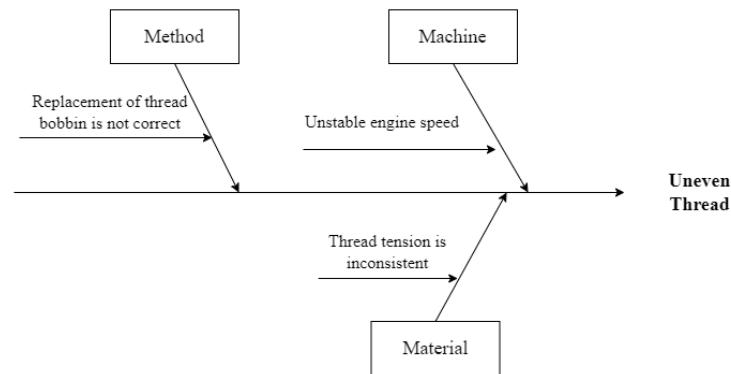 Method
Machine
Replacement of thread
bobbin is not correct
Unstable engine speed
Uneven
Thread
Thread tension is
inconsistent
Material